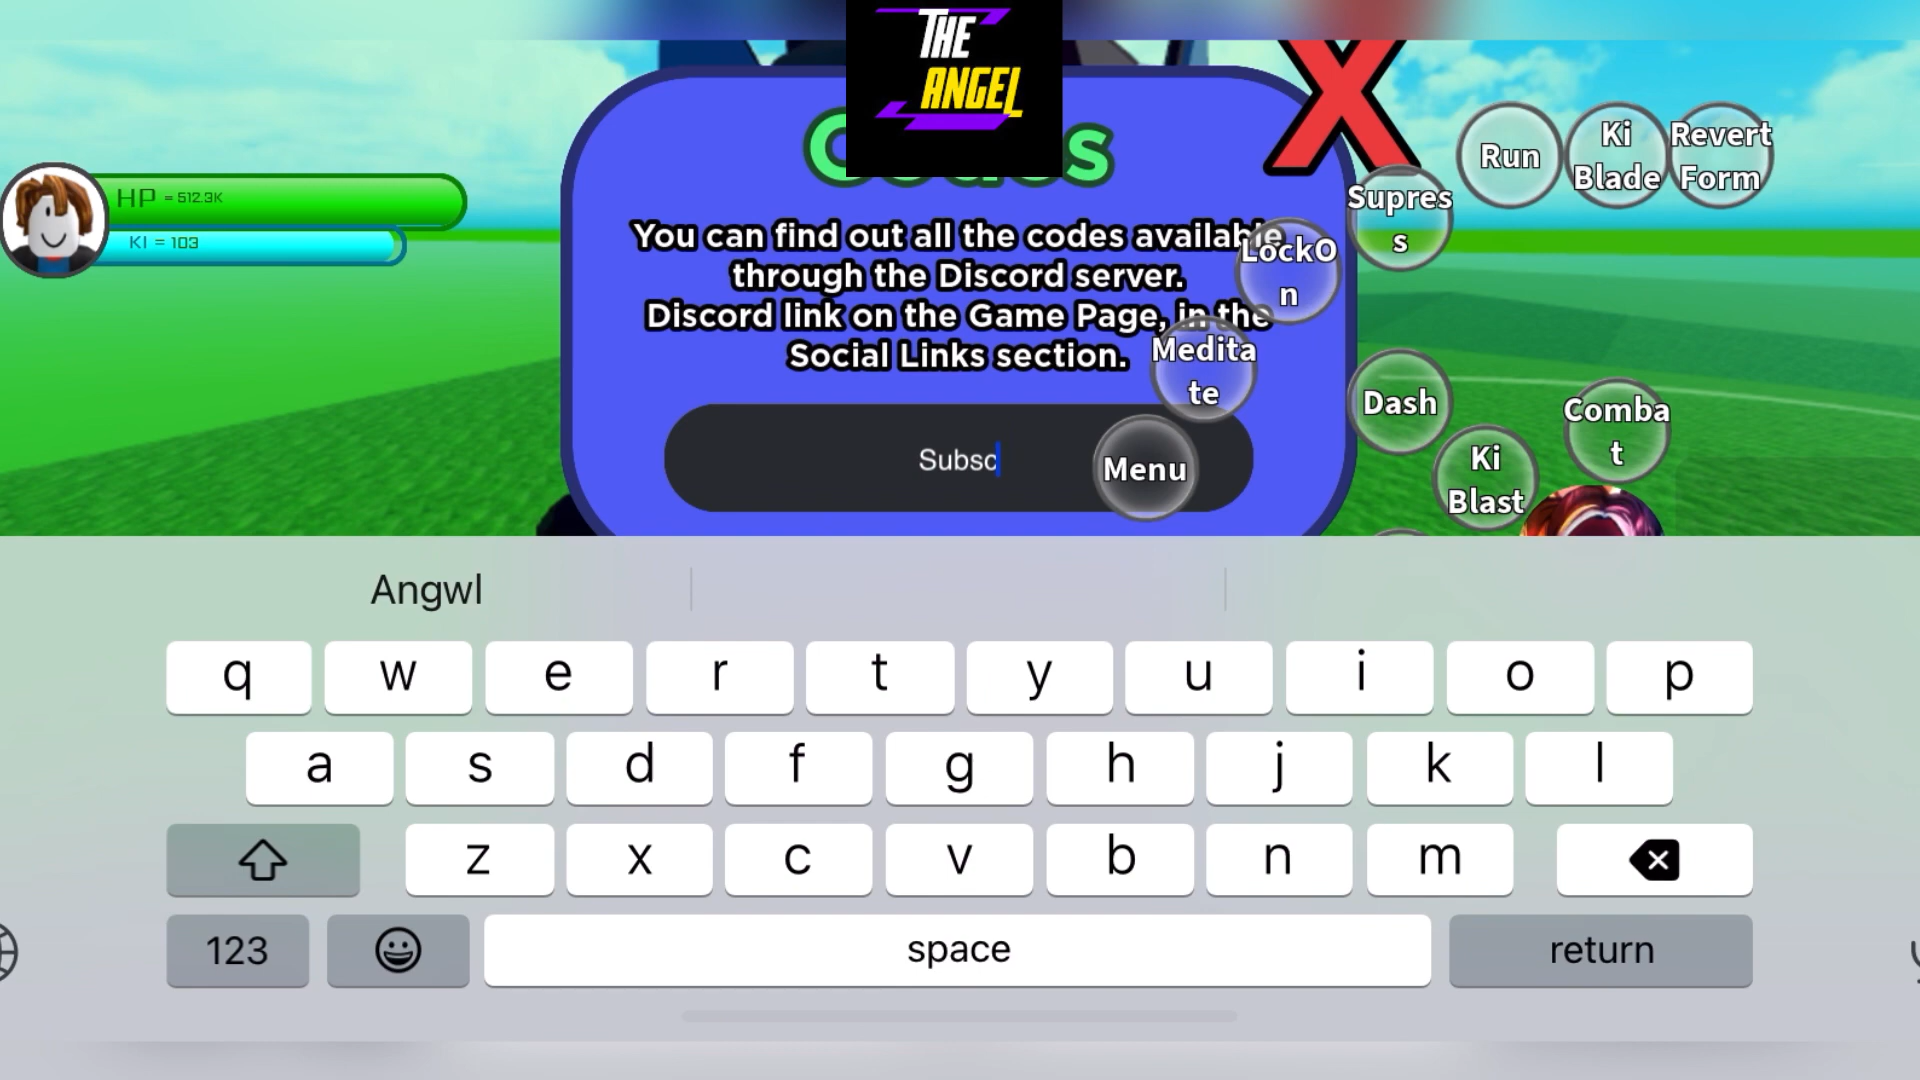 THE
ANGEL
Codes
HP = 512.3K
KI = 103
You can find out all the codes available
through the Discord server.
Discord link on the Game Page, in the
Social Links section.
Subsc
Run
Ki
Blade
Revert
Form
Supres
s
LockO
n
Medita
te
Menu
Dash
Ki
Blast
Comba
t
Angwl
q w e r t y u i o p
a s d f g h j k l
z x c v b n m
123
space
return